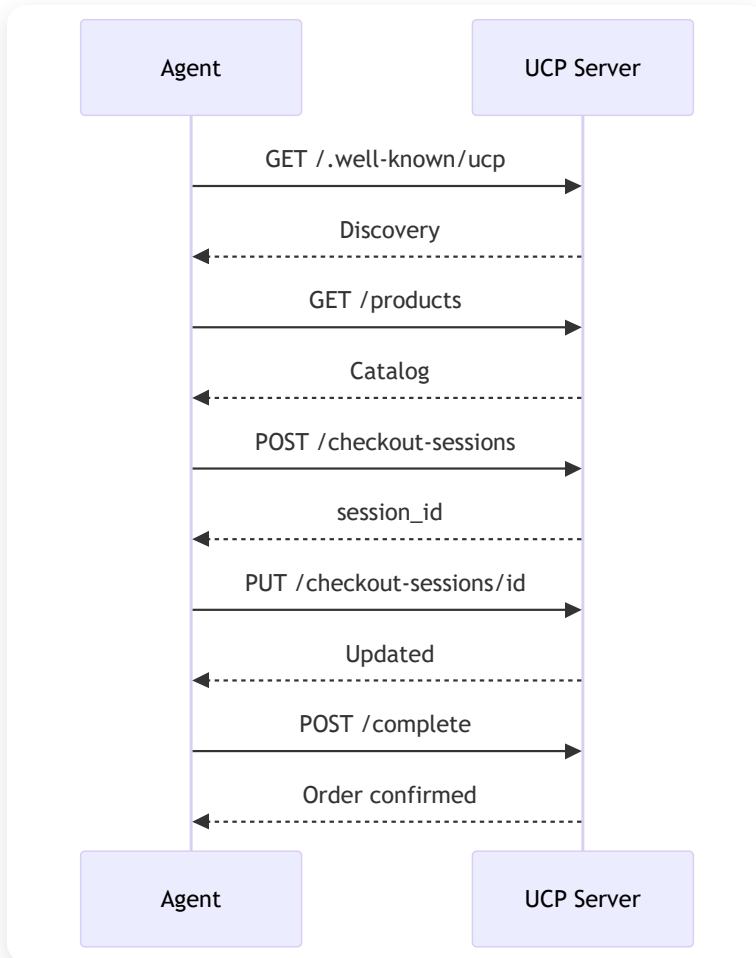 Agent
UCP Server
GET /.well-known/ucp
Discovery
GET /products
Catalog
POST /checkout-sessions
session_id
PUT /checkout-sessions/id
Updated
POST /complete
Order confirmed
Agent
UCP Server